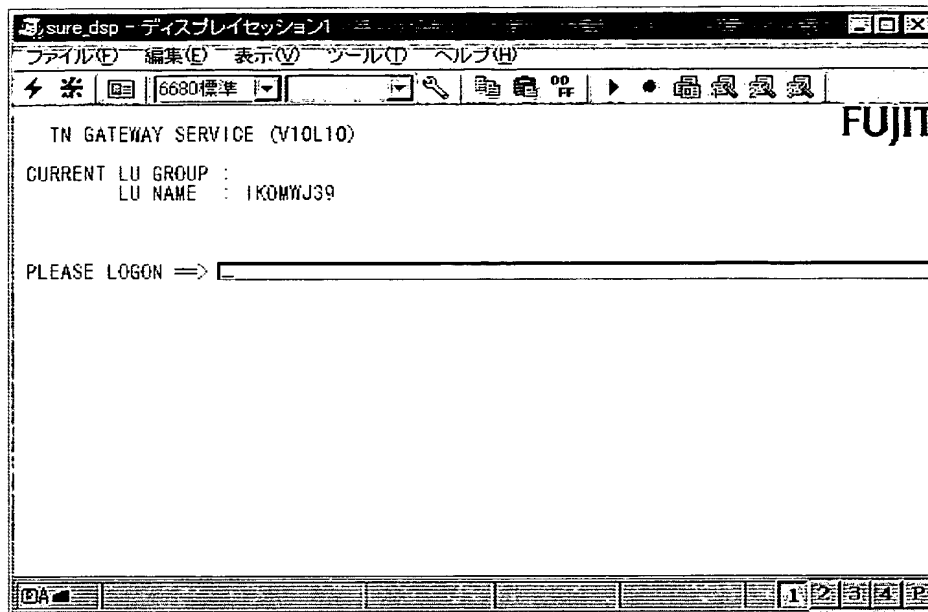 sure_dsp - ディスプレイセッション1
ファイル(F) 編集(E) 表示(V) ツール(T) ヘルプ(H)
6680標準
TN GATEWAY SERVICE (V10L10)
FUJIT
CURRENT LU GROUP :
LU NAME : IKOMWJ39
PLEASE LOGON ==> _
1 2 3 4 P